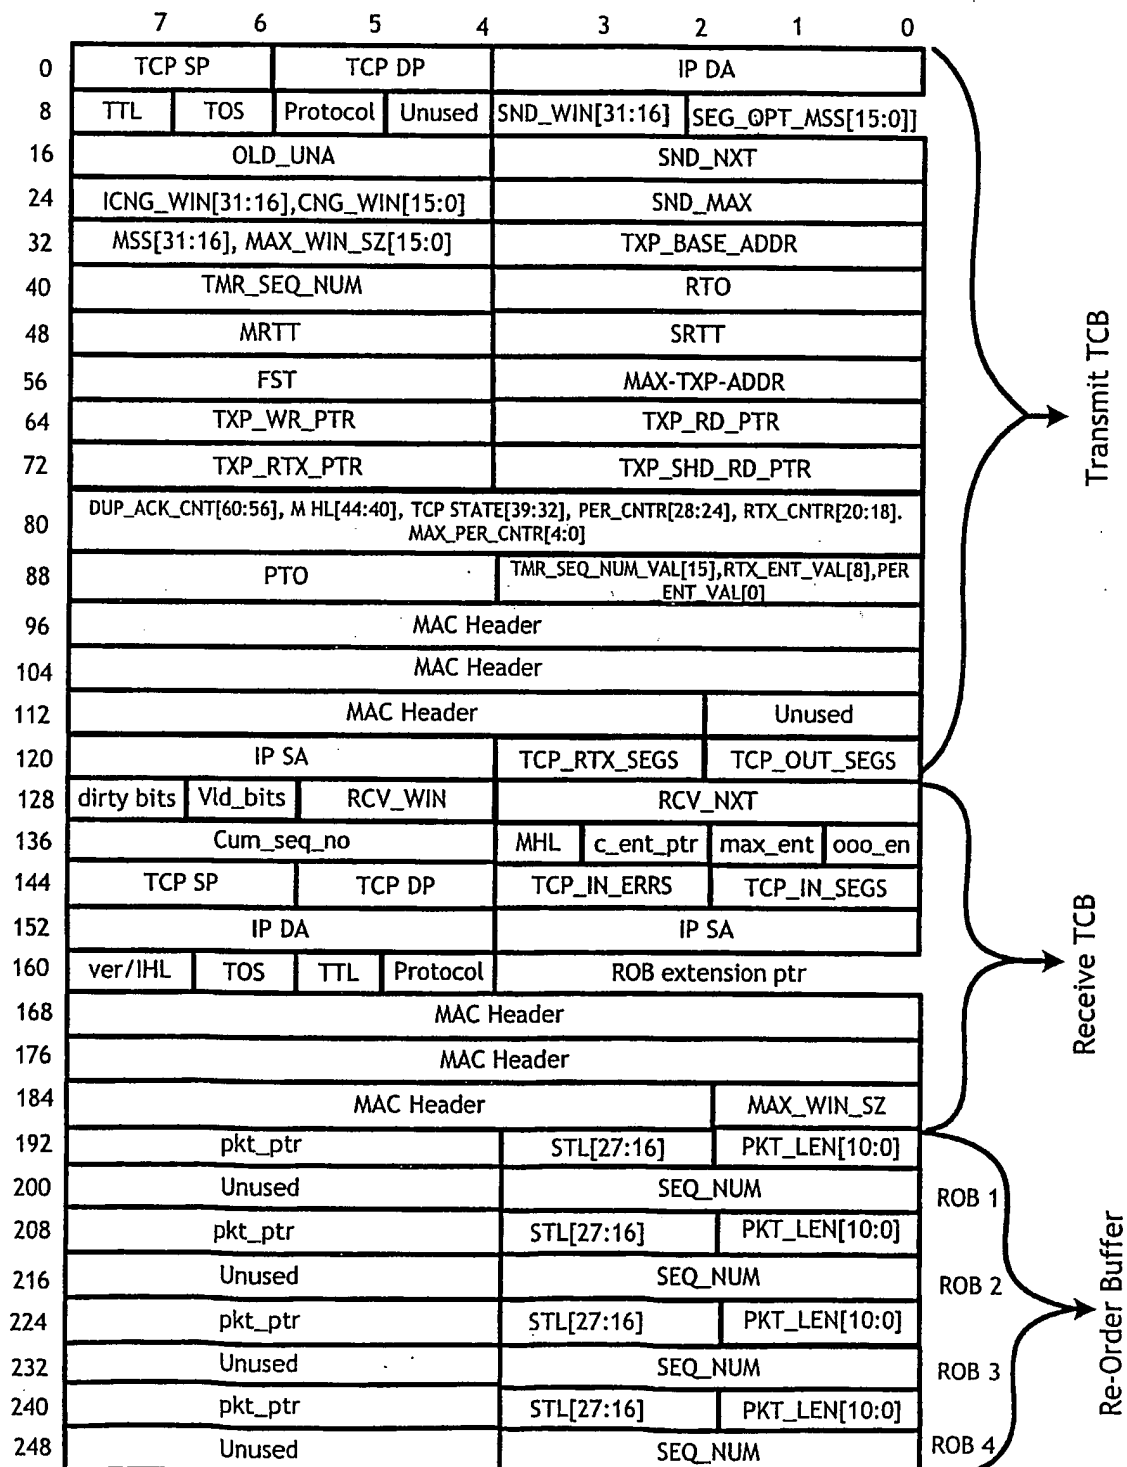 7 6 5 4 3 2 1 0
0 TCP SP TCP DP IP DA
8 TTL TOS Protocol Unused SND_WIN[31:16] SEG_OPT_MSS[15:0]]
16 OLD_UNA SND_NXT
24 ICNG_WIN[31:16],CNG_WIN[15:0] SND_MAX
32 MSS[31:16], MAX_WIN_SZ[15:0] TXP_BASE_ADDR
40 TMR_SEQ_NUM RTO
48 MRTT SRTT
56 FST MAX-TXP-ADDR
64 TXP_WR_PTR TXP_RD_PTR
72 TXP_RTX_PTR TXP_SHD_RD_PTR
80 DUP_ACK_CNT[60:56], M HL[44:40], TCP STATE[39:32], PER_CNTR[28:24], RTX_CNTR[20:18].
MAX_PER_CNTR[4:0]
88 PTO TMR_SEQ_NUM_VAL[15],RTX_ENT_VAL[8],PER
ENT_VAL[0]
96 MAC Header
104 MAC Header
112 MAC Header Unused
120 IP SA TCP_RTX_SEGS TCP_OUT_SEGS
Transmit TCB
128 dirty bits Vld_bits RCV_WIN RCV_NXT
136 Cum_seq_no MHL c_ent_ptr max_ent ooo_en
144 TCP SP TCP DP TCP_IN_ERRS TCP_IN_SEGS
152 IP DA IP SA
160 ver/IHL TOS TTL Protocol ROB extension ptr
168 MAC Header
176 MAC Header
184 MAC Header MAX_WIN_SZ
Receive TCB
192 pkt_ptr STL[27:16] PKT_LEN[10:0]
200 Unused SEQ_NUM ROB 1
208 pkt_ptr STL[27:16] PKT_LEN[10:0]
216 Unused SEQ_NUM ROB 2
224 pkt_ptr STL[27:16] PKT_LEN[10:0]
232 Unused SEQ_NUM ROB 3
240 pkt_ptr STL[27:16] PKT_LEN[10:0]
248 Unused SEQ_NUM ROB 4
Re-Order Buffer